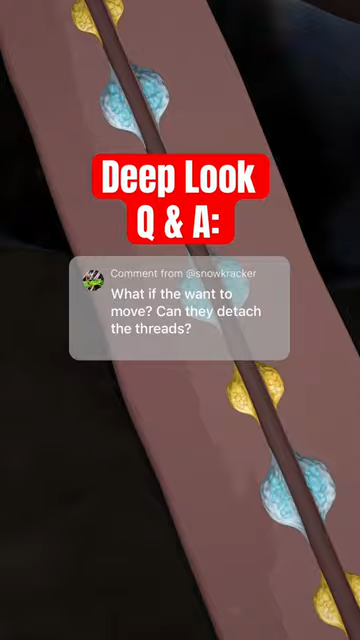 Deep Look
Q & A:
Comment from @snowkracker
What if the want to
move? Can they detach
the threads?